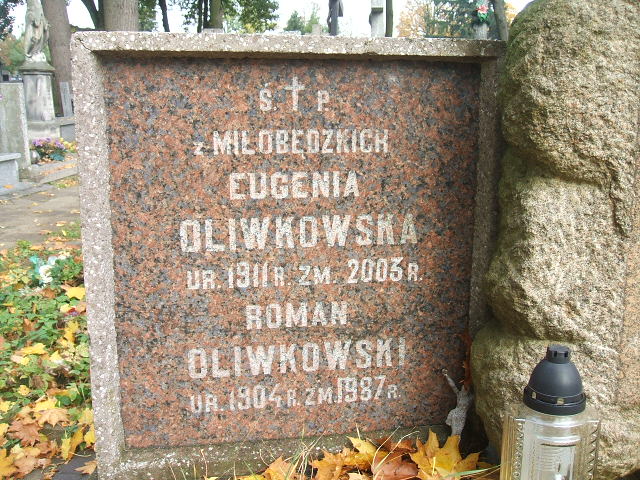 Ś † P.
z MIŁOBĘDZKICH
EUGENIA
OLIWKOWSKA
UR. 1911 R. ZM. 2003 R.
ROMAN
OLIWKOWSKI
UR. 1904 R. ZM. 1987 R.